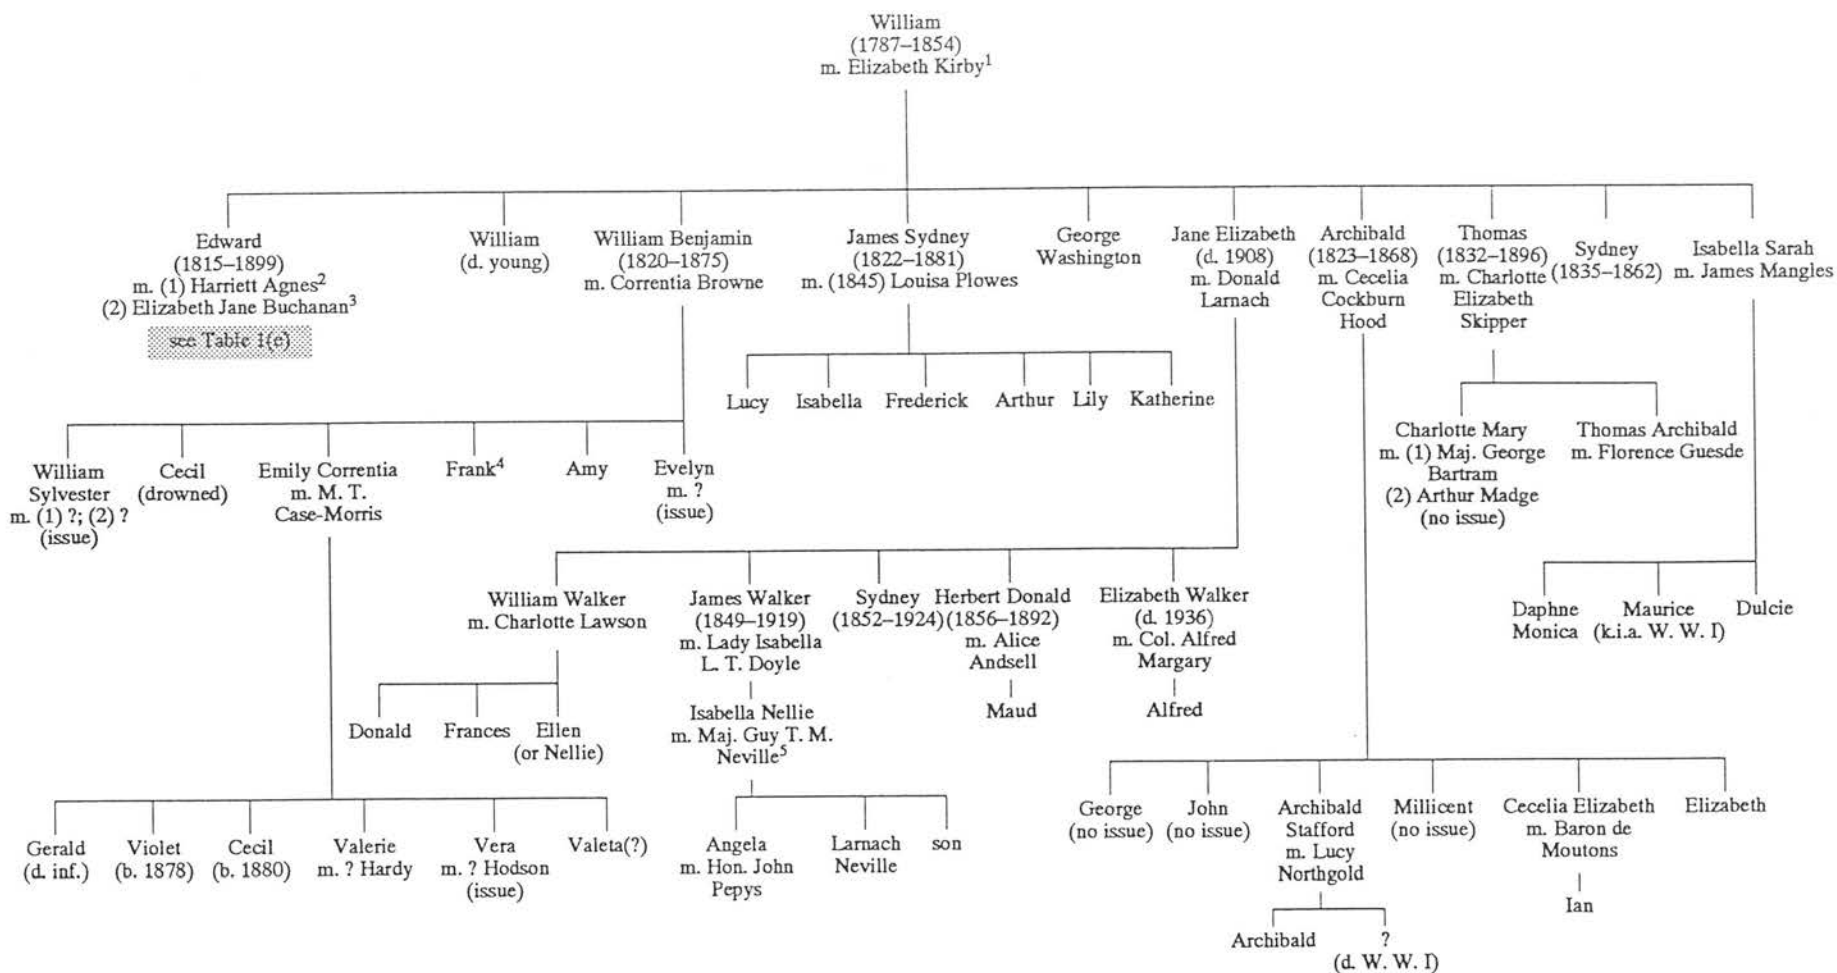 William
(1787–1854)
m. Elizabeth Kirby1
Edward
(1815–1899)
m. (1) Harriett Agnes2
(2) Elizabeth Jane Buchanan3
see Table 1(e)
William
(d. young)
William Benjamin
(1820–1875)
m. Correntia Browne
James Sydney
(1822–1881)
m. (1845) Louisa Plowes
George
Washington
Jane Elizabeth
(d. 1908)
m. Donald
Larnach
Archibald
(1823–1868)
m. Cecelia
Cockburn
Hood
Thomas
(1832–1896)
m. Charlotte
Elizabeth
Skipper
Sydney
(1835–1862)
Isabella Sarah
m. James Mangles
Lucy
Isabella
Frederick
Arthur
Lily
Katherine
Charlotte Mary
m. (1) Maj. George
Bartram
(2) Arthur Madge
(no issue)
Thomas Archibald
m. Florence Guesde
William
Sylvester
m. (1) ?; (2) ?
(issue)
Cecil
(drowned)
Emily Correntia
m. M. T.
Case-Morris
Frank4
Amy
Evelyn
m. ?
(issue)
William Walker
m. Charlotte Lawson
James Walker
(1849–1919)
m. Lady Isabella
L. T. Doyle
Sydney
(1852–1924)
Herbert Donald
(1856–1892)
m. Alice
Andsell
Elizabeth Walker
(d. 1936)
m. Col. Alfred
Margary
Daphne
Monica
Maurice
(k.i.a. W. W. I)
Dulcie
Donald
Frances
Ellen
(or Nellie)
Isabella Nellie
m. Maj. Guy T. M.
Neville5
Maud
Alfred
Gerald
(d. inf.)
Violet
(b. 1878)
Cecil
(b. 1880)
Valerie
m. ? Hardy
Vera
m. ? Hodson
(issue)
Valeta(?)
Angela
m. Hon. John
Pepys
Larnach
Neville
son
George
(no issue)
John
(no issue)
Archibald
Stafford
m. Lucy
Northgold
Millicent
(no issue)
Cecelia Elizabeth
m. Baron de
Moutons
Elizabeth
Archibald
?
(d. W. W. I)
Ian